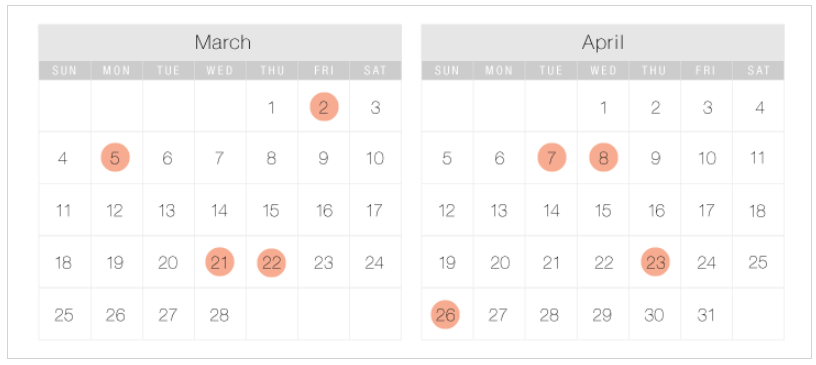 March
SUN MON TUE WED THU FRI SAT
1 2 3
4 5 6 7 8 9 10
11 12 13 14 15 16 17
18 19 20 21 22 23 24
25 26 27 28
April
SUN MON TUE WED THU FRI SAT
1 2 3 4
5 6 7 8 9 10 11
12 13 14 15 16 17 18
19 20 21 22 23 24 25
26 27 28 29 30 31